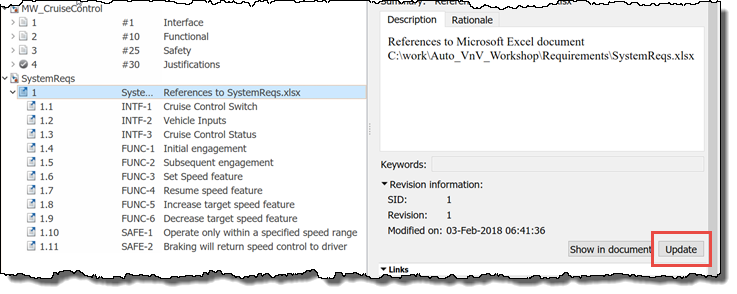 MW_CruiseControl
1 #1 Interface
2 #10 Functional
3 #25 Safety
4 #30 Justifications
SystemReqs
1 Syste... References to SystemReqs.xlsx
1.1 INTF-1 Cruise Control Switch
1.2 INTF-2 Vehicle Inputs
1.3 INTF-3 Cruise Control Status
1.4 FUNC-1 Initial engagement
1.5 FUNC-2 Subsequent engagement
1.6 FUNC-3 Set Speed feature
1.7 FUNC-4 Resume speed feature
1.8 FUNC-5 Increase target speed feature
1.9 FUNC-6 Decrease target speed feature
1.10 SAFE-1 Operate only within a specified speed range
1.11 SAFE-2 Braking will return speed control to driver
Description Rationale
References to Microsoft Excel document
C:\work\Auto_VnV_Workshop\Requirements\SystemReqs.xlsx
Keywords:
Revision information:
SID: 1
Revision: 1
Modified on: 03-Feb-2018 06:41:36
Show in document Update
Links